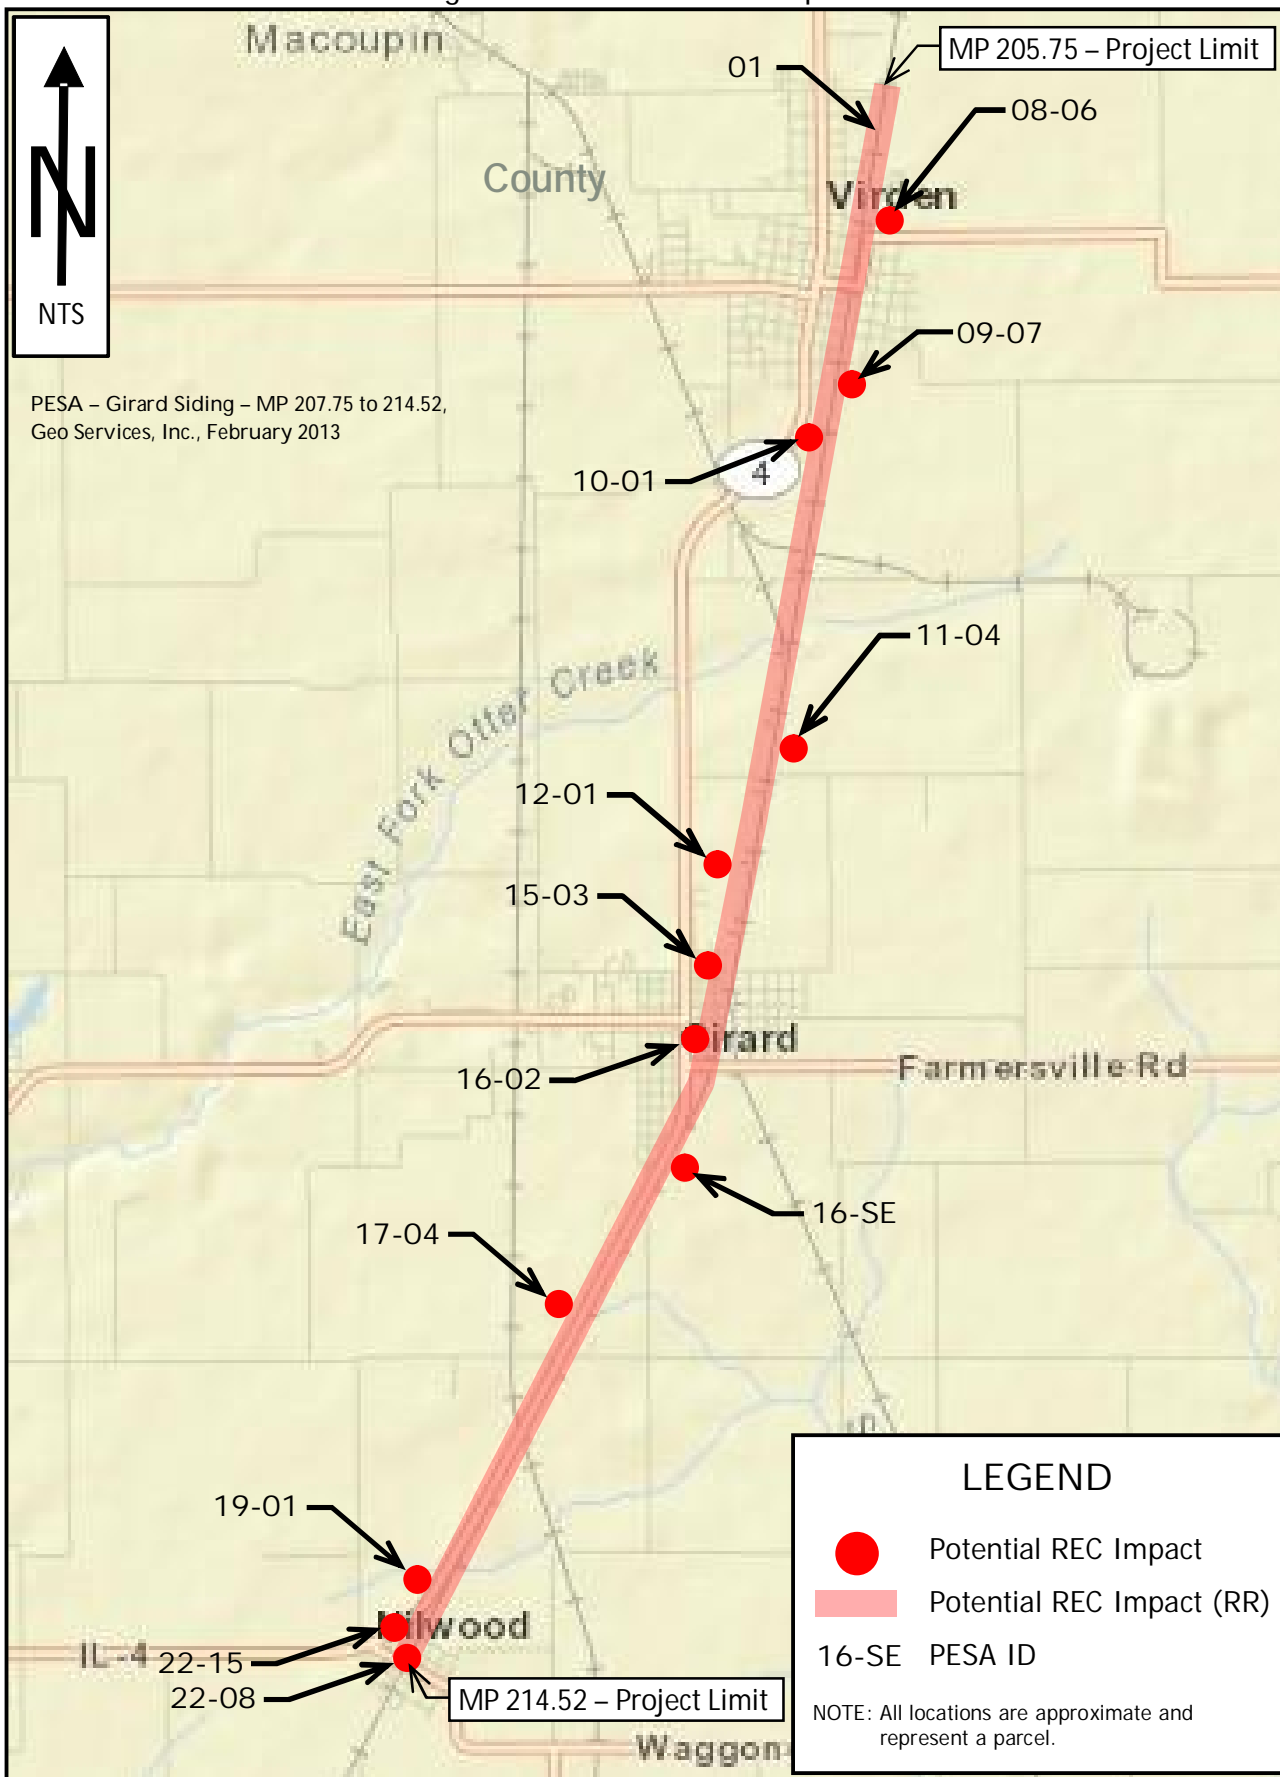 Macoupin
MP 205.75 – Project Limit
01
08-06
N
NTS
County
Virden
09-07
PESA – Girard Siding – MP 207.75 to 214.52,
Geo Services, Inc., February 2013
10-01
4
11-04
East Fork Otter Creek
12-01
15-03
Girard
16-02
Farmersville Rd
16-SE
17-04
19-01
Nilwood
IL-4
22-15
22-08
MP 214.52 – Project Limit
Waggon
LEGEND
Potential REC Impact
Potential REC Impact (RR)
16-SE PESA ID
NOTE: All locations are approximate and
represent a parcel.